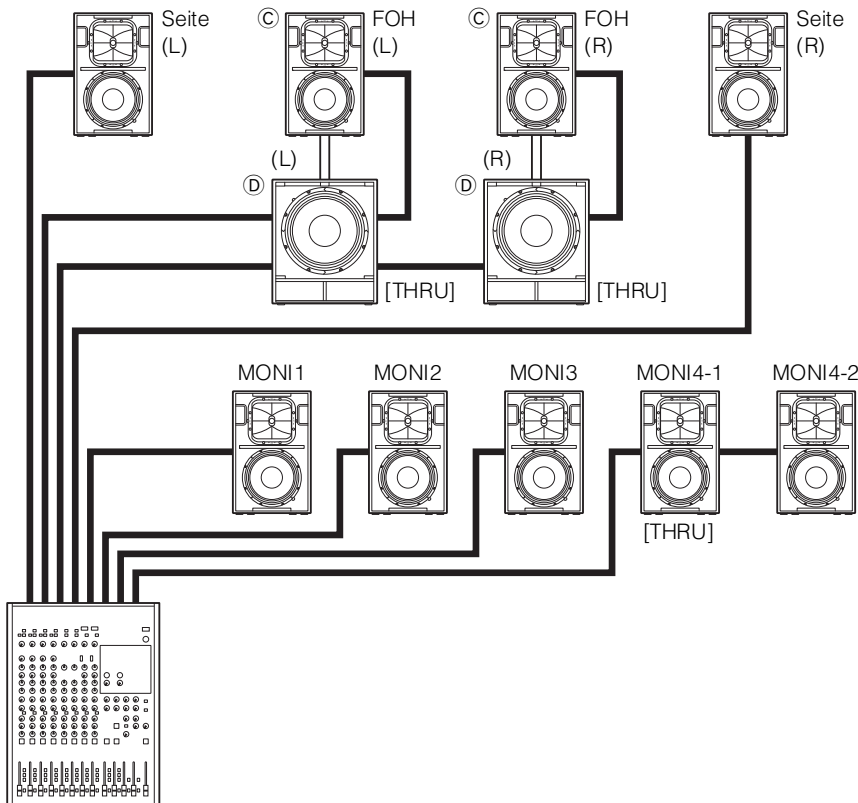 Seite
(L)
Ⓒ
FOH
(L)
Ⓒ
FOH
(R)
Seite
(R)
(L)
Ⓓ
(R)
Ⓓ
[THRU]
[THRU]
MONI1
MONI2
MONI3
MONI4-1
MONI4-2
[THRU]